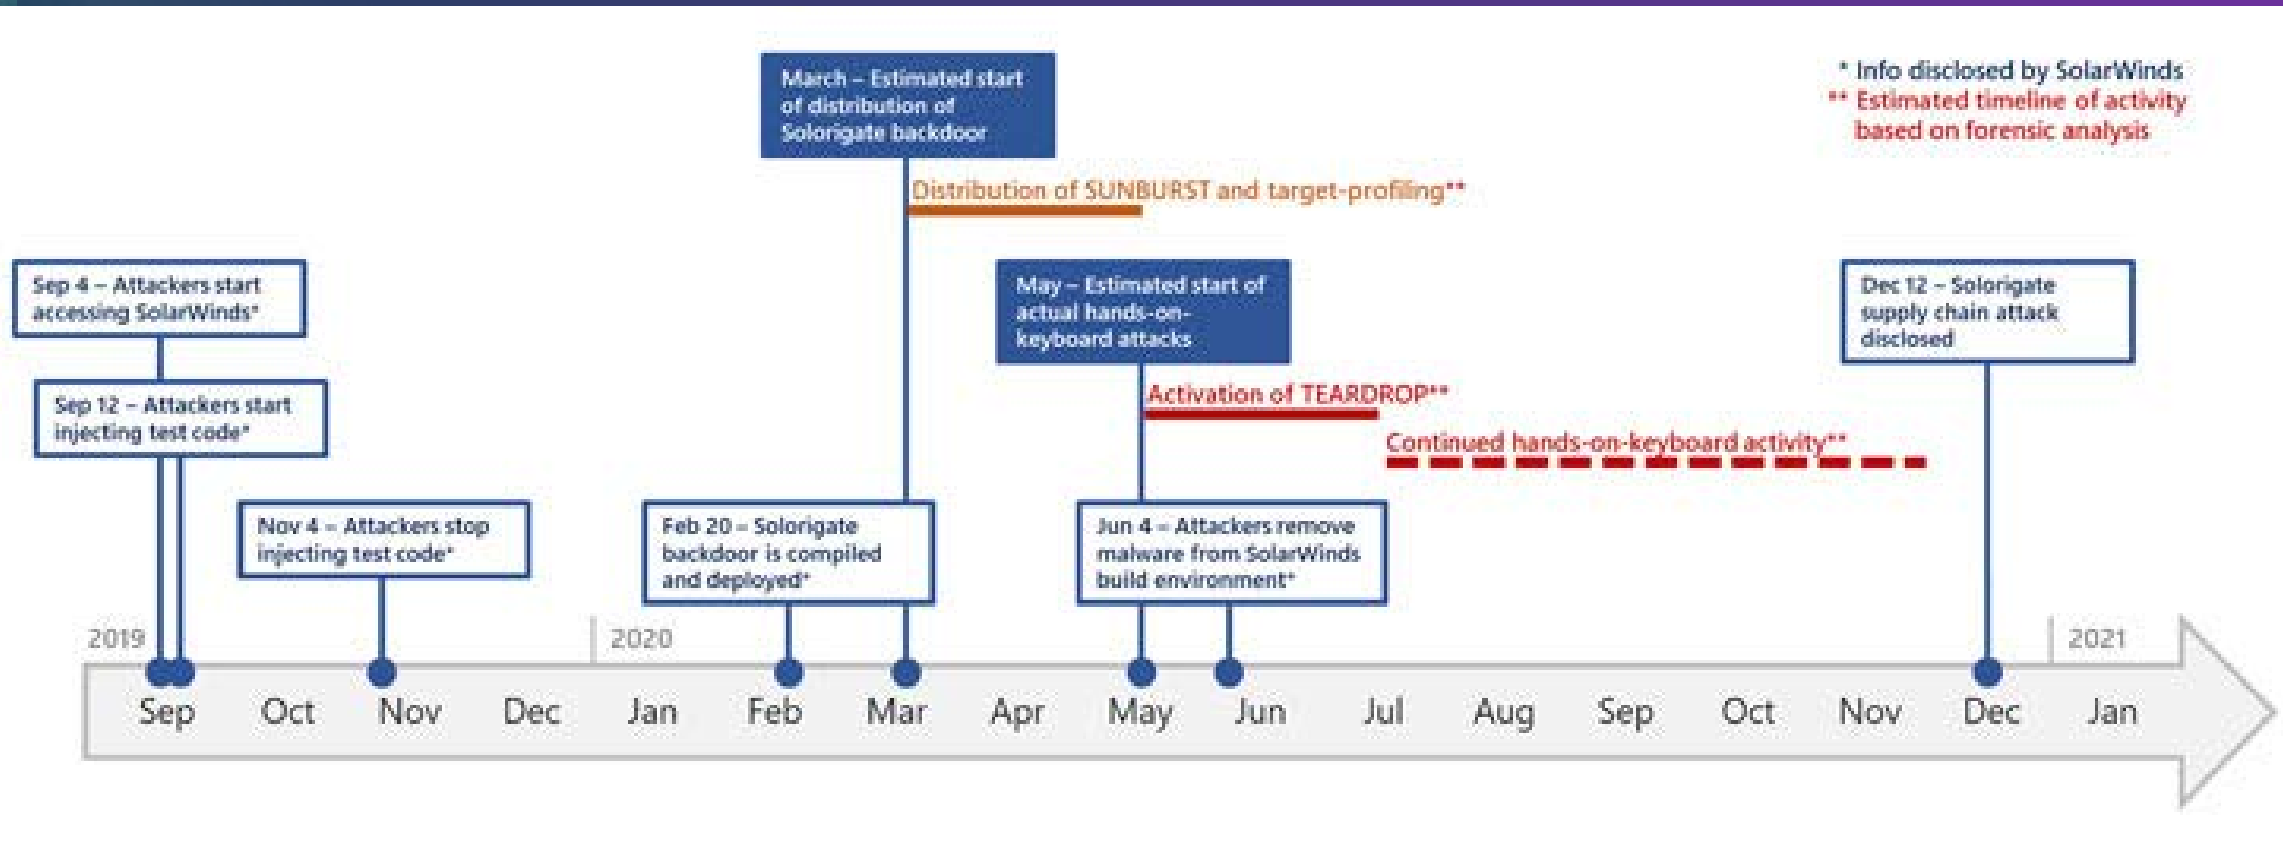 March – Estimated start
of distribution of
Solorigate backdoor
* Info disclosed by SolarWinds
** Estimated timeline of activity
based on forensic analysis
Distribution of SUNBURST and target-profiling**
Sep 4 – Attackers start
accessing SolarWinds*
May – Estimated start of
actual hands-on-
keyboard attacks
Dec 12 – Solorigate
supply chain attack
disclosed
Sep 12 – Attackers start
injecting test code*
Activation of TEARDROP**
Continued hands-on-keyboard activity**
Nov 4 – Attackers stop
injecting test code*
Feb 20 – Solorigate
backdoor is compiled
and deployed*
Jun 4 – Attackers remove
malware from SolarWinds
build environment*
2019 2020 2021
Sep Oct Nov Dec Jan Feb Mar Apr May Jun Jul Aug Sep Oct Nov Dec Jan